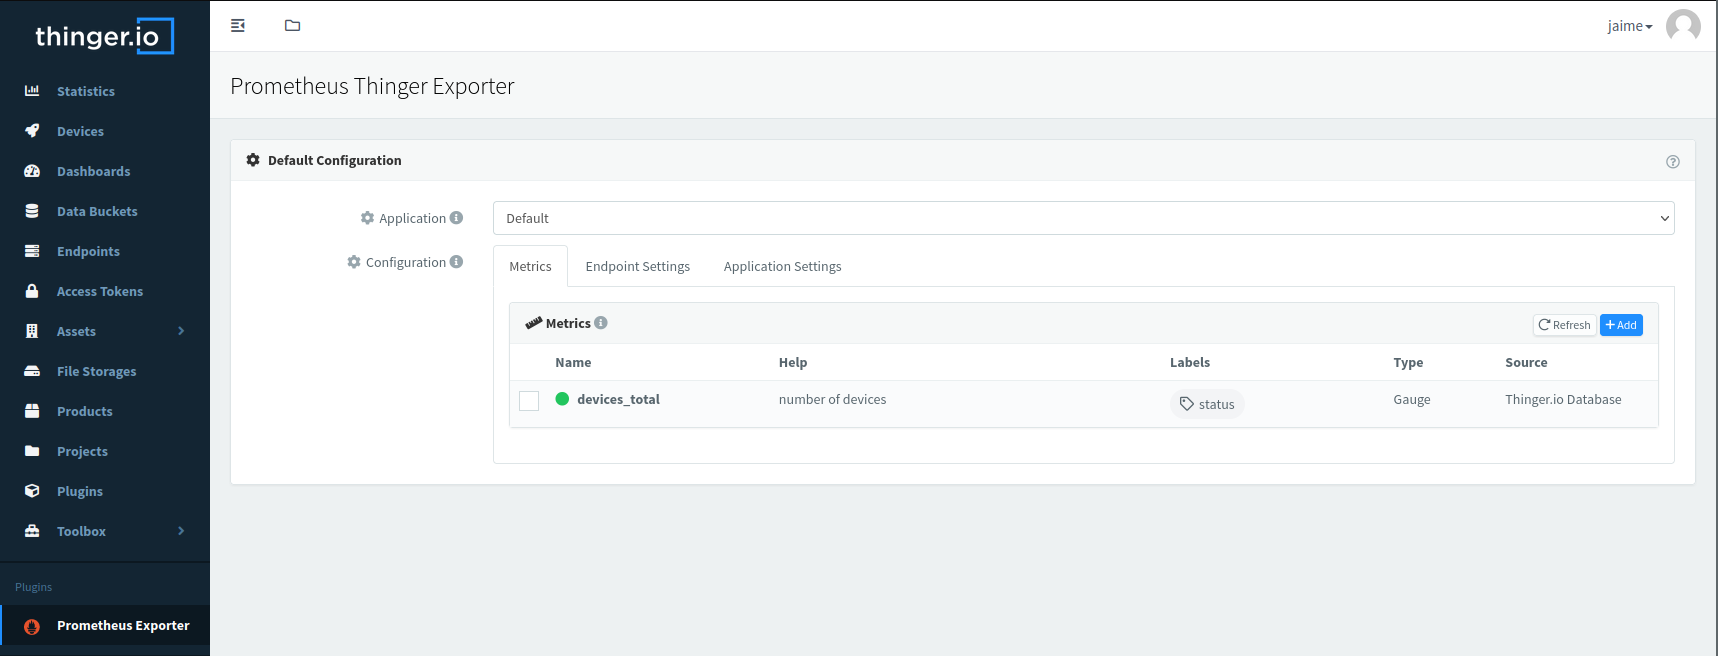 thinger.io
jaime
Statistics
Devices
Dashboards
Data Buckets
Endpoints
Access Tokens
Assets
File Storages
Products
Projects
Plugins
Toolbox
Plugins
Prometheus Exporter
Prometheus Thinger Exporter
Default Configuration
Application
Default
Configuration
Metrics Endpoint Settings Application Settings
Metrics Refresh Add
Name Help Labels Type Source
devices_total number of devices status Gauge Thinger.io Database